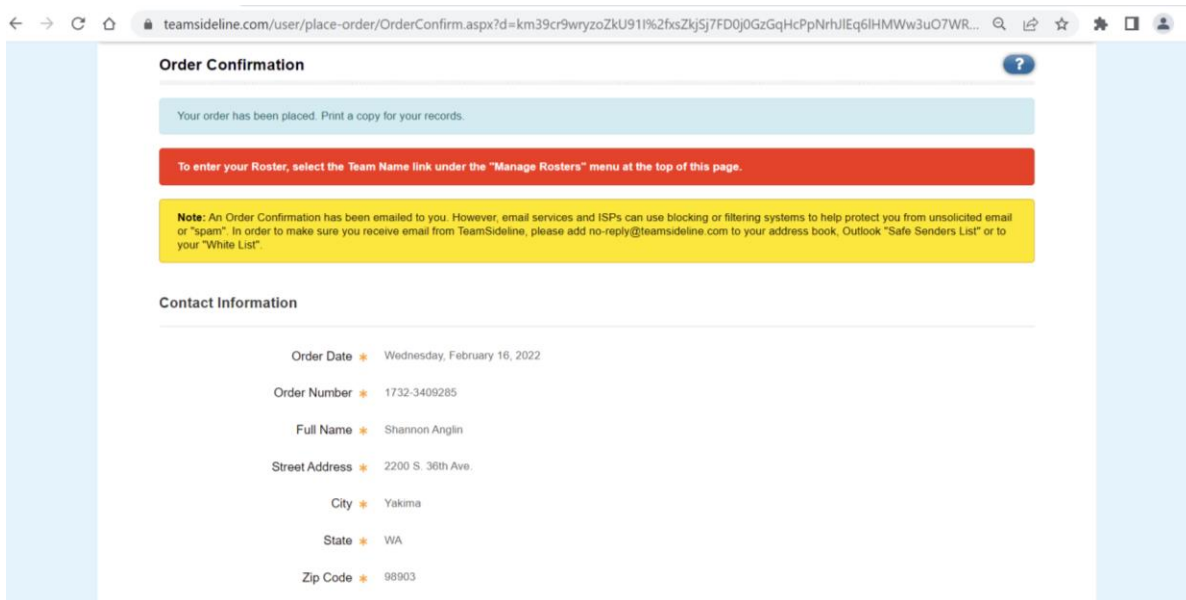 teamsideline.com/user/place-order/OrderConfirm.aspx?d=km39cr9wryzoZkU91I%2fxsZkjSj7FD0j0GzGqHcPpNrhJlEq6lHMWw3uO7WR...
Order Confirmation
?
Your order has been placed. Print a copy for your records.
To enter your Roster, select the Team Name link under the "Manage Rosters" menu at the top of this page.
Note: An Order Confirmation has been emailed to you. However, email services and ISPs can use blocking or filtering systems to help protect you from unsolicited email
or "spam". In order to make sure you receive email from TeamSideline, please add no-reply@teamsideline.com to your address book, Outlook "Safe Senders List" or to
your "White List".
Contact Information
Order Date * Wednesday, February 16, 2022
Order Number * 1732-3409285
Full Name * Shannon Anglin
Street Address * 2200 S. 36th Ave.
City * Yakima
State * WA
Zip Code * 98903